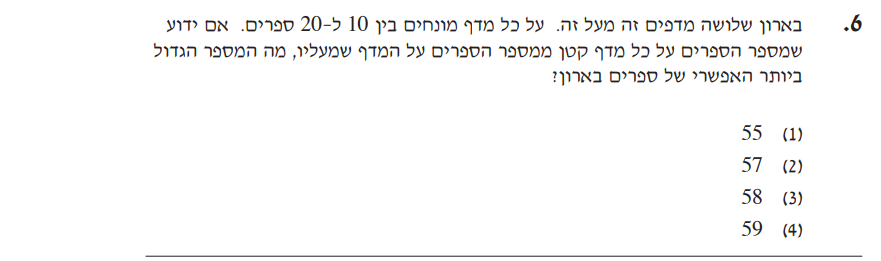 6. בארון שלושה מדפים זה מעל זה. על כל מדף מונחים בין 10 ל-20 ספרים. אם ידוע
שמספר הספרים על כל מדף קטן ממספר הספרים על המדף שמעליו, מה המספר הגדול
ביותר האפשרי של ספרים בארון?
(1) 55
(2) 57
(3) 58
(4) 59